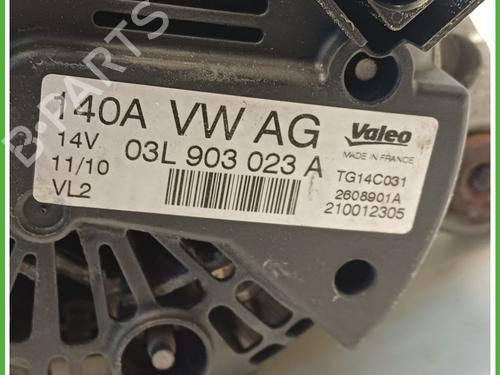 B-PARTS
140A VW AG
14V
03L 903 023 A
11/10
VL2
Valeo
MADE IN FRANCE
TG14C031
2608901A
210012305